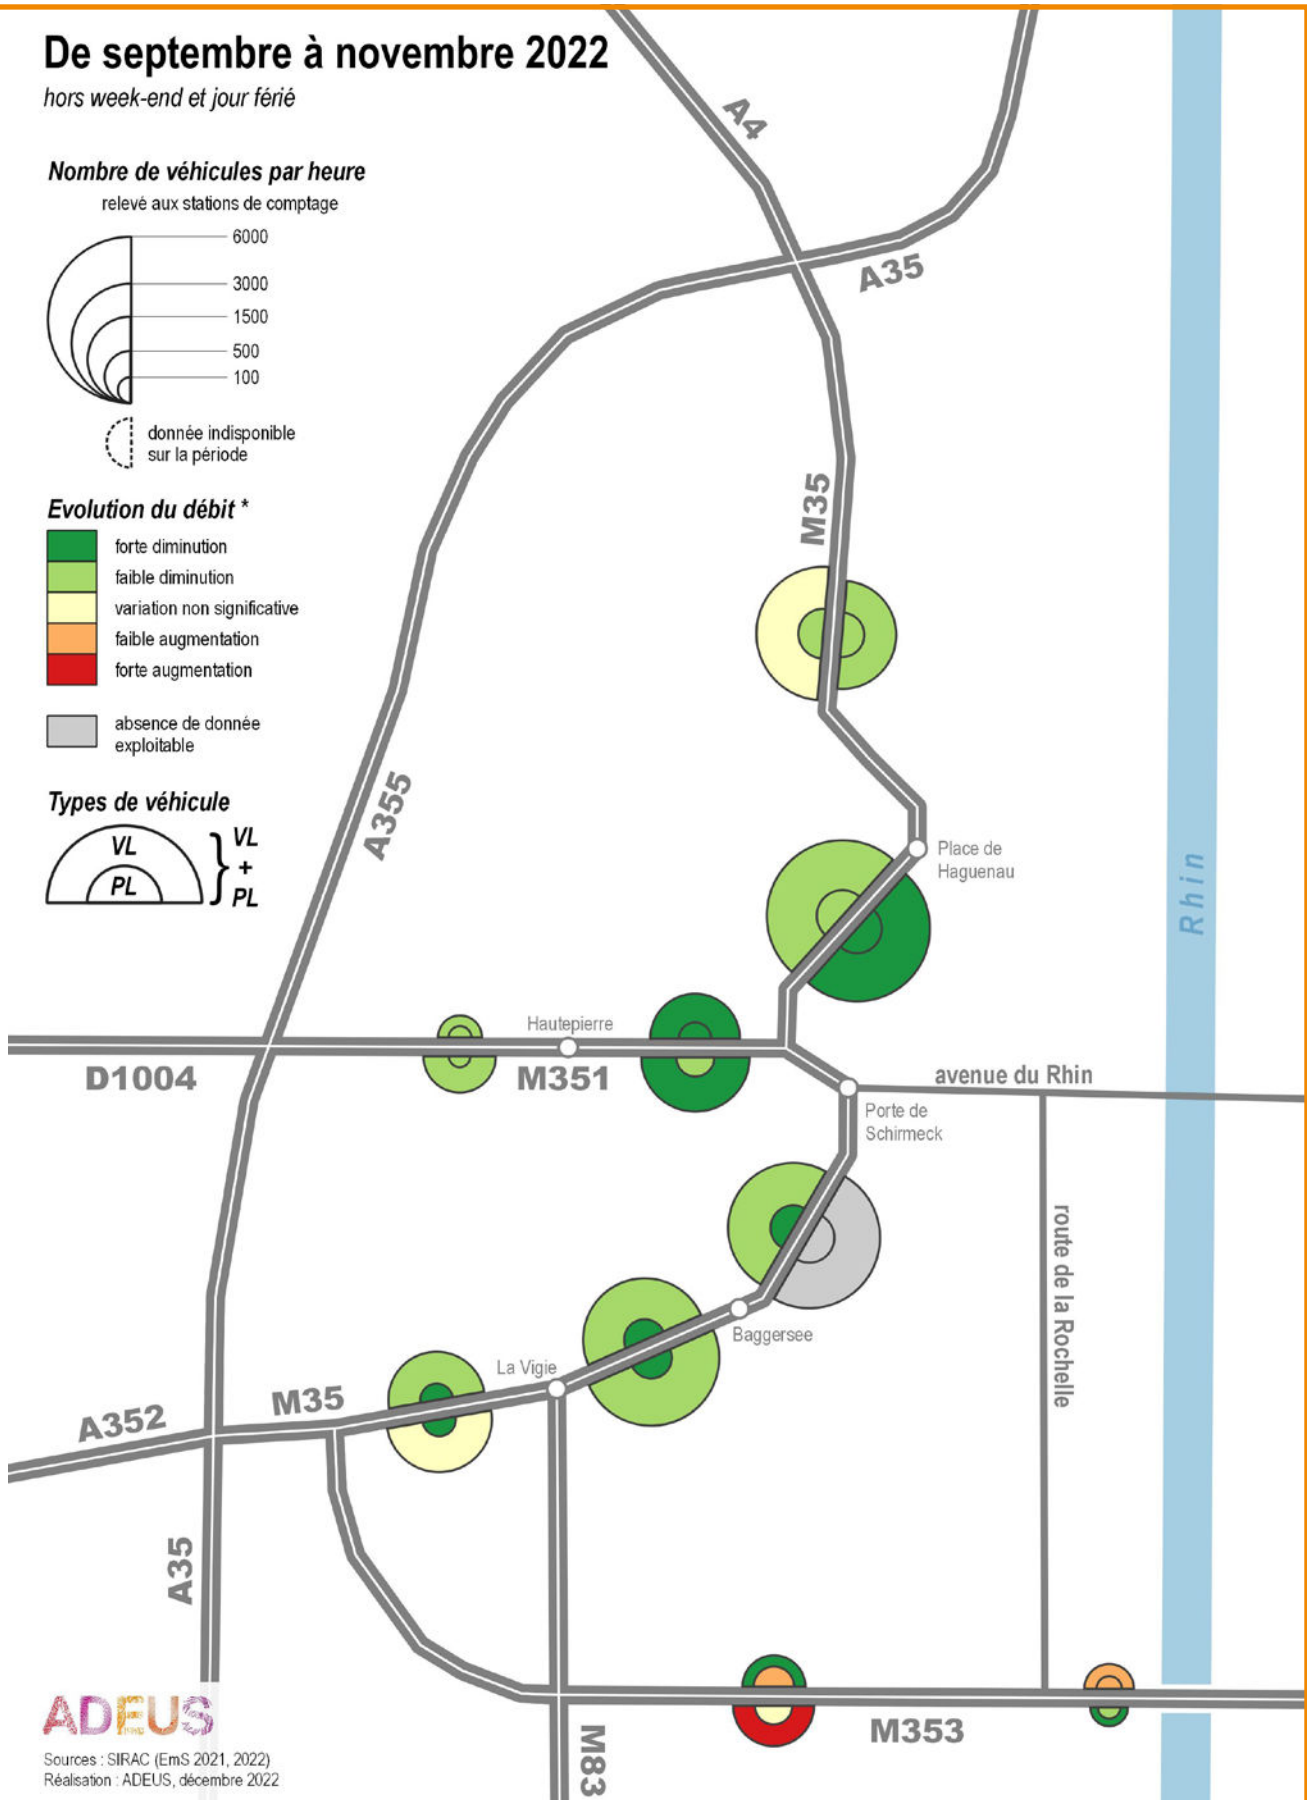 De septembre à novembre 2022
hors week-end et jour férié
Nombre de véhicules par heure
relevé aux stations de comptage
6000
3000
1500
500
100
donnée indisponible
sur la période
Evolution du débit *
forte diminution
faible diminution
variation non significative
faible augmentation
forte augmentation
absence de donnée
exploitable
Types de véhicule
VL
PL
VL
+
PL
A4
A35
M35
A355
Place de
Haguenau
Rhin
Hautepierre
D1004
M351
avenue du Rhin
Porte de
Schirmeck
route de la Rochelle
Baggersee
La Vigie
M35
A352
A35
M353
M83
ADEUS
Sources : SIRAC (EmS 2021, 2022)
Réalisation : ADEUS, décembre 2022